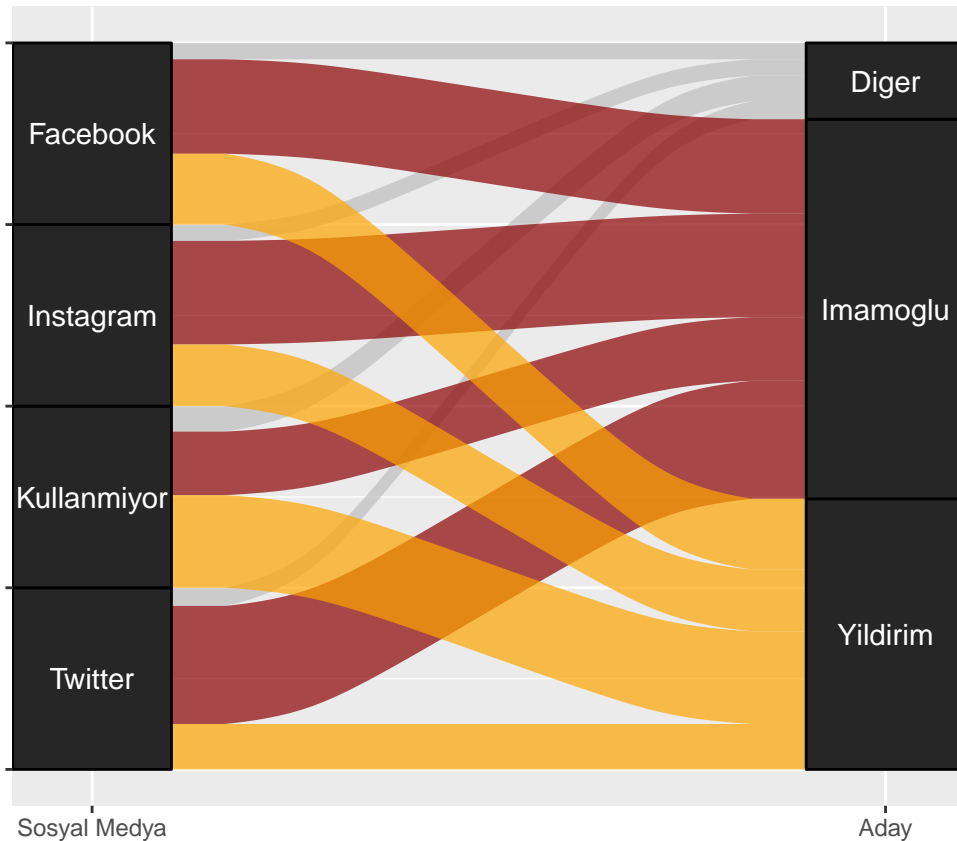 Facebook
Instagram
Kullanmiyor
Twitter
Diger
Imamoglu
Yildirim
Sosyal Medya
Aday